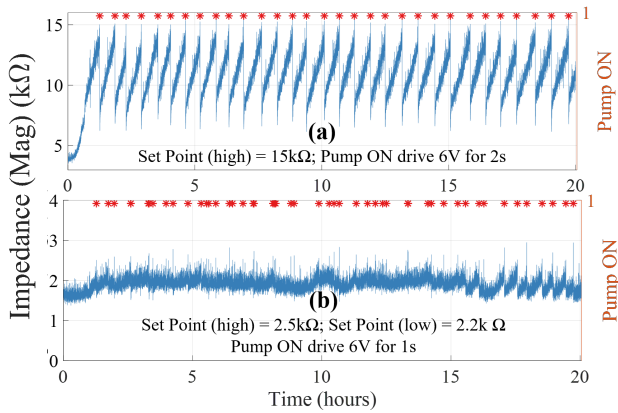 15
10
5
0
5
10
15
20
1
Impedance (Mag) (kΩ)
Pump ON
(a)
Set Point (high) = 15kΩ; Pump ON drive 6V for 2s
4
3
2
1
0
0
5
10
15
20
1
Pump ON
(b)
Set Point (high) = 2.5kΩ; Set Point (low) = 2.2k Ω
Pump ON drive 6V for 1s
Time (hours)